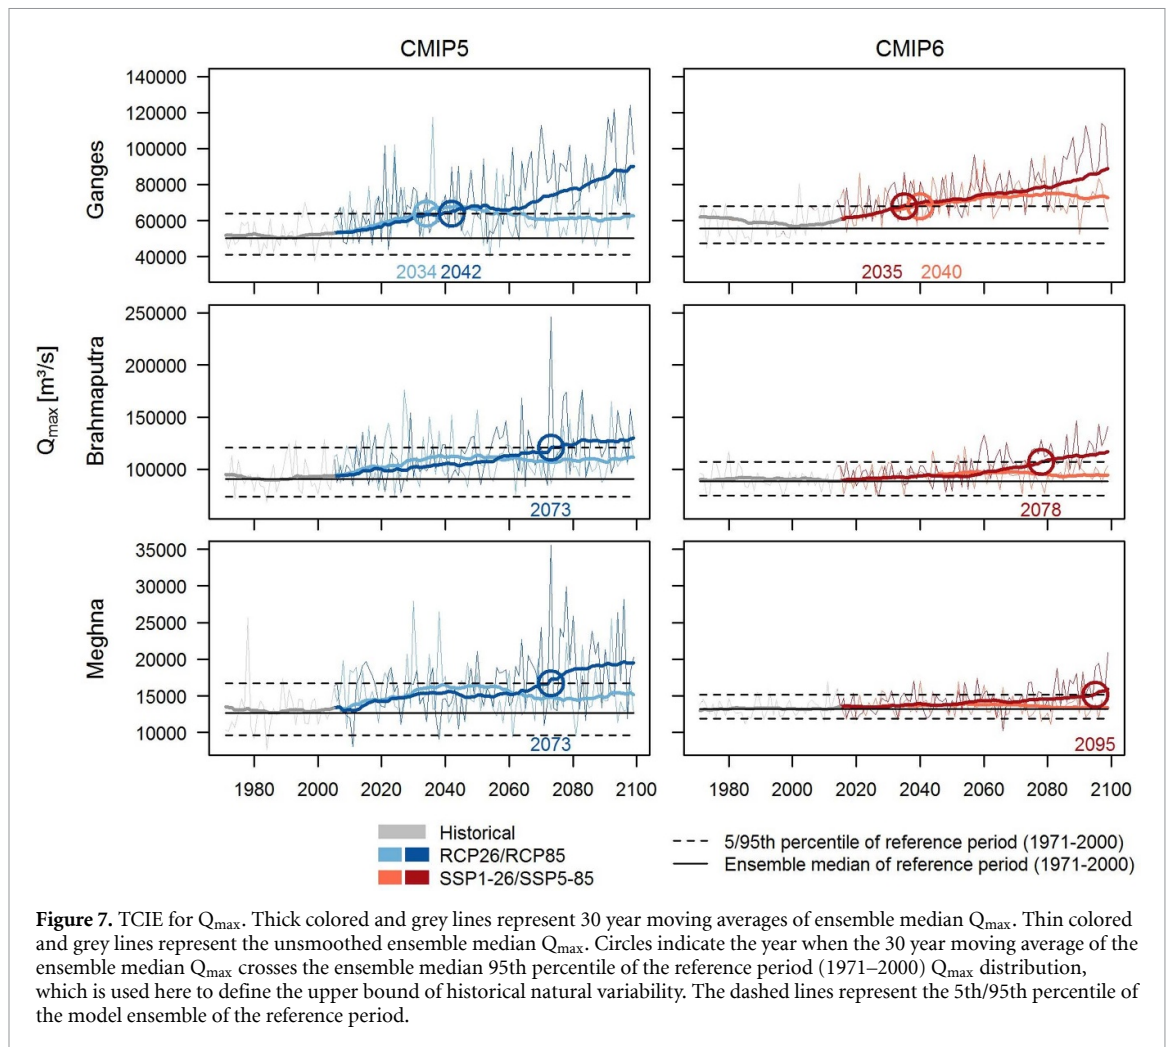 CMIP5
CMIP6
Q_max [m³/s]
Ganges
140000
120000
100000
80000
60000
40000
2034
2042
2035
2040
Brahmaputra
250000
200000
150000
100000
2073
2078
Meghna
35000
30000
25000
20000
15000
10000
2073
2095
1980 2000 2020 2040 2060 2080 2100
1980 2000 2020 2040 2060 2080 2100
Historical
RCP26/RCP85
SSP1-26/SSP5-85
5/95th percentile of reference period (1971-2000)
Ensemble median of reference period (1971-2000)
Figure 7. TCIE for Q_max. Thick colored and grey lines represent 30 year moving averages of ensemble median Q_max. Thin colored
and grey lines represent the unsmoothed ensemble median Q_max. Circles indicate the year when the 30 year moving average of the
ensemble median Q_max crosses the ensemble median 95th percentile of the reference period (1971–2000) Q_max distribution,
which is used here to define the upper bound of historical natural variability. The dashed lines represent the 5th/95th percentile of
the model ensemble of the reference period.